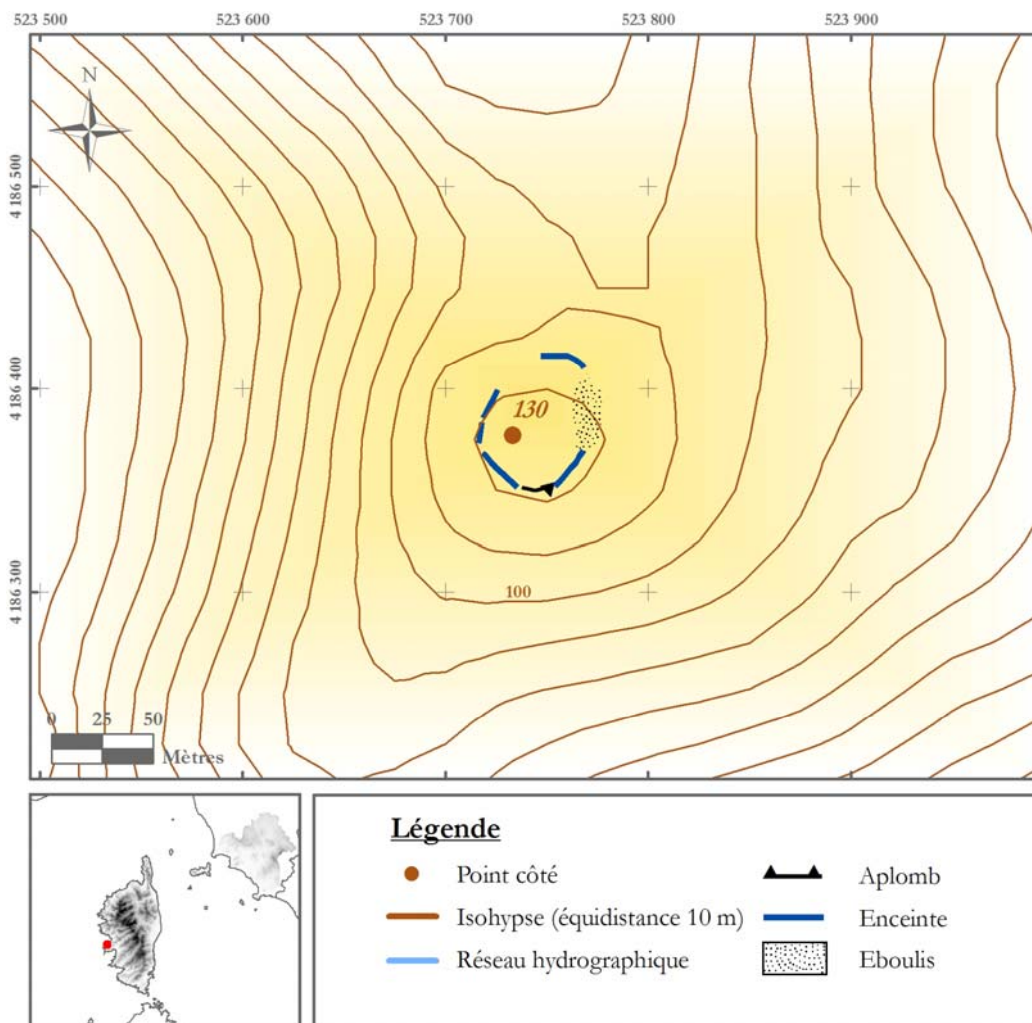 523 500 523 600 523 700 523 800 523 900
N
4 186 500
4 186 400
130
4 186 300
100
0 25 50
Mètres
Légende
Point côté
Aplomb
Isohypse (équidistance 10 m)
Enceinte
Réseau hydrographique
Eboulis